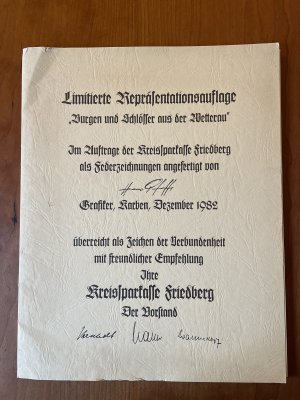 Limitierte Repräsentationsauflage
„Burgen und Schlösser aus der Wetterau"
Im Auftrage der Kreissparkasse Friedberg
als Federzeichnungen angefertigt von
Grafiker, Karben, Dezember 1982
überreicht als Zeichen der Verbundenheit
mit freundlicher Empfehlung
Ihre
Kreissparkasse Friedberg
Der Vorstand